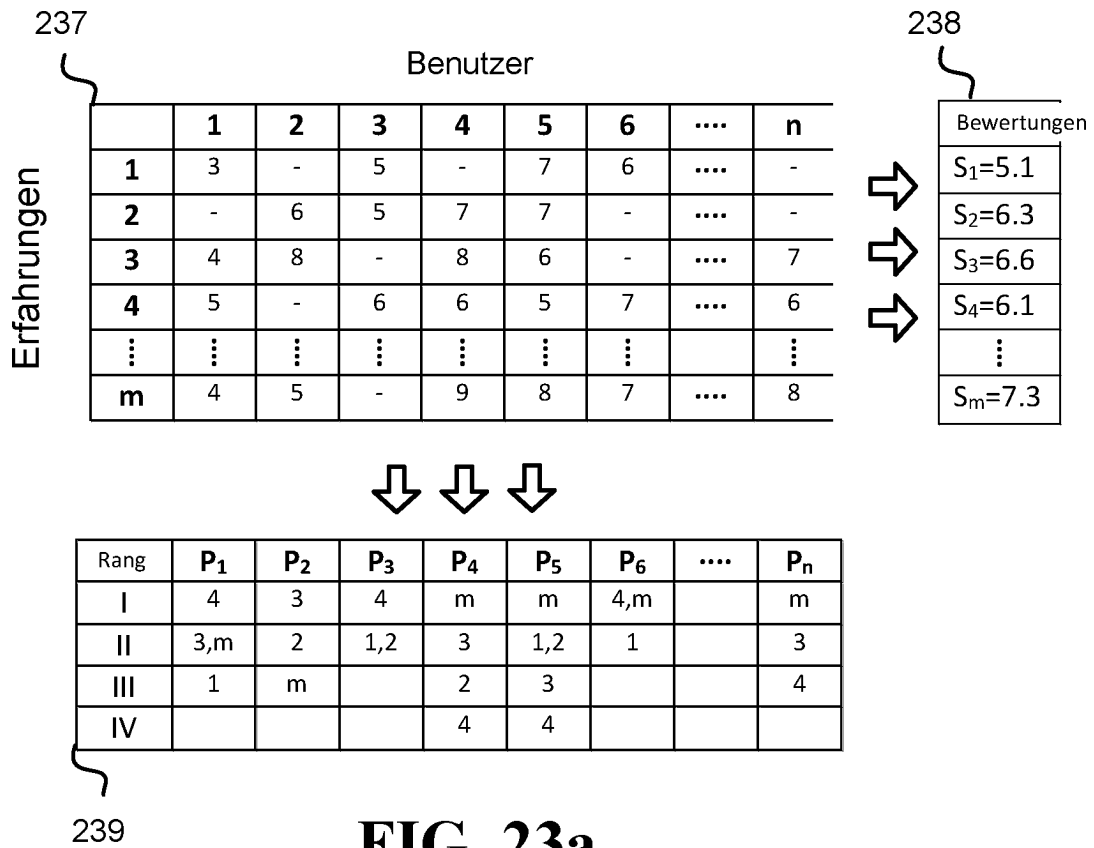 237
238
Benutzer
Erfahrungen
1 2 3 4 5 6 .... n
1 3 - 5 - 7 6 .... -
2 - 6 5 7 7 - .... -
3 4 8 - 8 6 - .... 7
4 5 - 6 6 5 7 .... 6
m 4 5 - 9 8 7 .... 8
Bewertungen
S₁=5.1
S₂=6.3
S₃=6.6
S₄=6.1
Sₘ=7.3
Rang P₁ P₂ P₃ P₄ P₅ P₆ .... Pₙ
I 4 3 4 m m 4,m m
II 3,m 2 1,2 3 1,2 1 3
III 1 m 2 3 4
IV 4 4
239
FIG. 23a